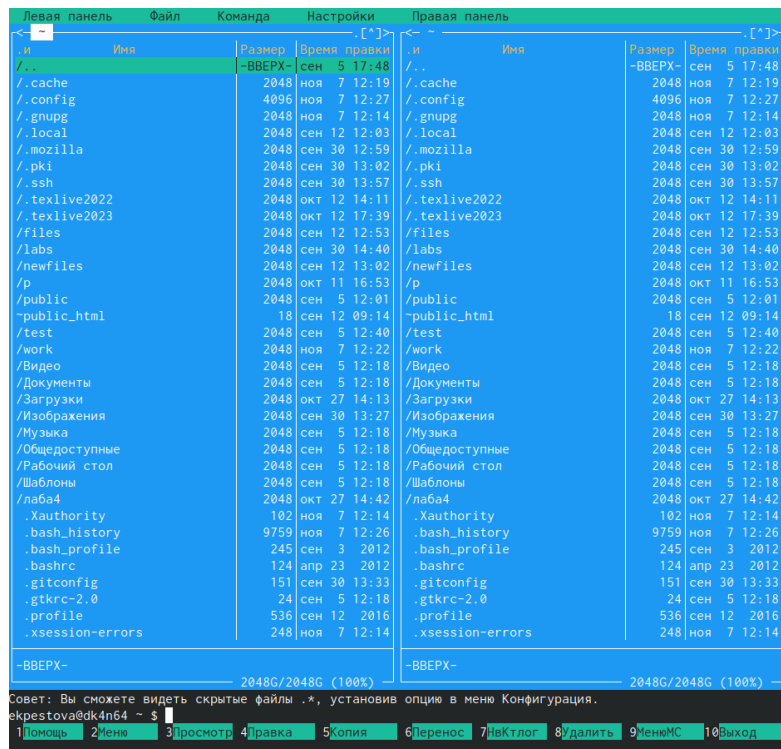 Левая панель Файл Команда Настройки Правая панель
<- ~ .[^]> <- ~ .[^]>
.и Имя Размер Время правки .и Имя Размер Время правки
/.. -ВВЕРХ- сен 5 17:48 /.. -ВВЕРХ- сен 5 17:48
/.cache 2048 ноя 7 12:19 /.cache 2048 ноя 7 12:19
/.config 4096 ноя 7 12:27 /.config 4096 ноя 7 12:27
/.gnupg 2048 ноя 7 12:14 /.gnupg 2048 ноя 7 12:14
/.local 2048 сен 12 12:03 /.local 2048 сен 12 12:03
/.mozilla 2048 сен 30 12:59 /.mozilla 2048 сен 30 12:59
/.pki 2048 сен 30 13:02 /.pki 2048 сен 30 13:02
/.ssh 2048 сен 30 13:57 /.ssh 2048 сен 30 13:57
/.texlive2022 2048 окт 12 14:11 /.texlive2022 2048 окт 12 14:11
/.texlive2023 2048 окт 12 17:39 /.texlive2023 2048 окт 12 17:39
/files 2048 сен 12 12:53 /files 2048 сен 12 12:53
/labs 2048 сен 30 14:40 /labs 2048 сен 30 14:40
/newfiles 2048 сен 12 13:02 /newfiles 2048 сен 12 13:02
/p 2048 окт 11 16:53 /p 2048 окт 11 16:53
/public 2048 сен 5 12:01 /public 2048 сен 5 12:01
~public_html 18 сен 12 09:14 ~public_html 18 сен 12 09:14
/test 2048 сен 5 12:40 /test 2048 сен 5 12:40
/work 2048 ноя 7 12:22 /work 2048 ноя 7 12:22
/Видео 2048 сен 5 12:18 /Видео 2048 сен 5 12:18
/Документы 2048 сен 5 12:18 /Документы 2048 сен 5 12:18
/Загрузки 2048 окт 27 14:13 /Загрузки 2048 окт 27 14:13
/Изображения 2048 сен 30 13:27 /Изображения 2048 сен 30 13:27
/Музыка 2048 сен 5 12:18 /Музыка 2048 сен 5 12:18
/Общедоступные 2048 сен 5 12:18 /Общедоступные 2048 сен 5 12:18
/Рабочий стол 2048 сен 5 12:18 /Рабочий стол 2048 сен 5 12:18
/Шаблоны 2048 сен 5 12:18 /Шаблоны 2048 сен 5 12:18
/лаба4 2048 окт 27 14:42 /лаба4 2048 окт 27 14:42
.Xauthority 102 ноя 7 12:14 .Xauthority 102 ноя 7 12:14
.bash_history 9759 ноя 7 12:26 .bash_history 9759 ноя 7 12:26
.bash_profile 245 сен 3 2012 .bash_profile 245 сен 3 2012
.bashrc 124 апр 23 2012 .bashrc 124 апр 23 2012
.gitconfig 151 сен 30 13:33 .gitconfig 151 сен 30 13:33
.gtkrc-2.0 24 сен 5 12:18 .gtkrc-2.0 24 сен 5 12:18
.profile 536 сен 12 2016 .profile 536 сен 12 2016
.xsession-errors 248 ноя 7 12:14 .xsession-errors 248 ноя 7 12:14
-ВВЕРХ- -ВВЕРХ-
2048G/2048G (100%) 2048G/2048G (100%)
Совет: Вы сможете видеть скрытые файлы .*, установив опцию в меню Конфигурация.
ekpestova@dk4n64 ~ $
1Помощь 2Меню 3Просмотр 4Правка 5Копия 6Перенос 7НвКтлог 8Удалить 9МенюМС 10Выход